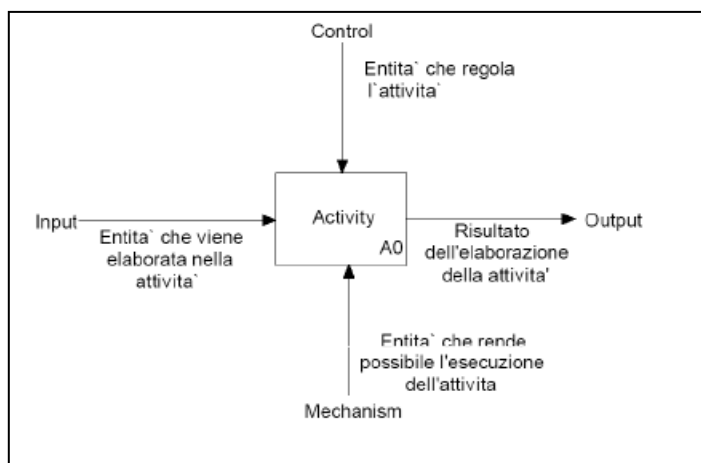 Control
Entita` che regola
l`attivita`
Input
Entita` che viene
elaborata nella
attivita`
Activity
A0
Output
Risultato
dell'elaborazione
della attivita'
Entita` che rende
possibile l'esecuzione
dell'attivita
Mechanism